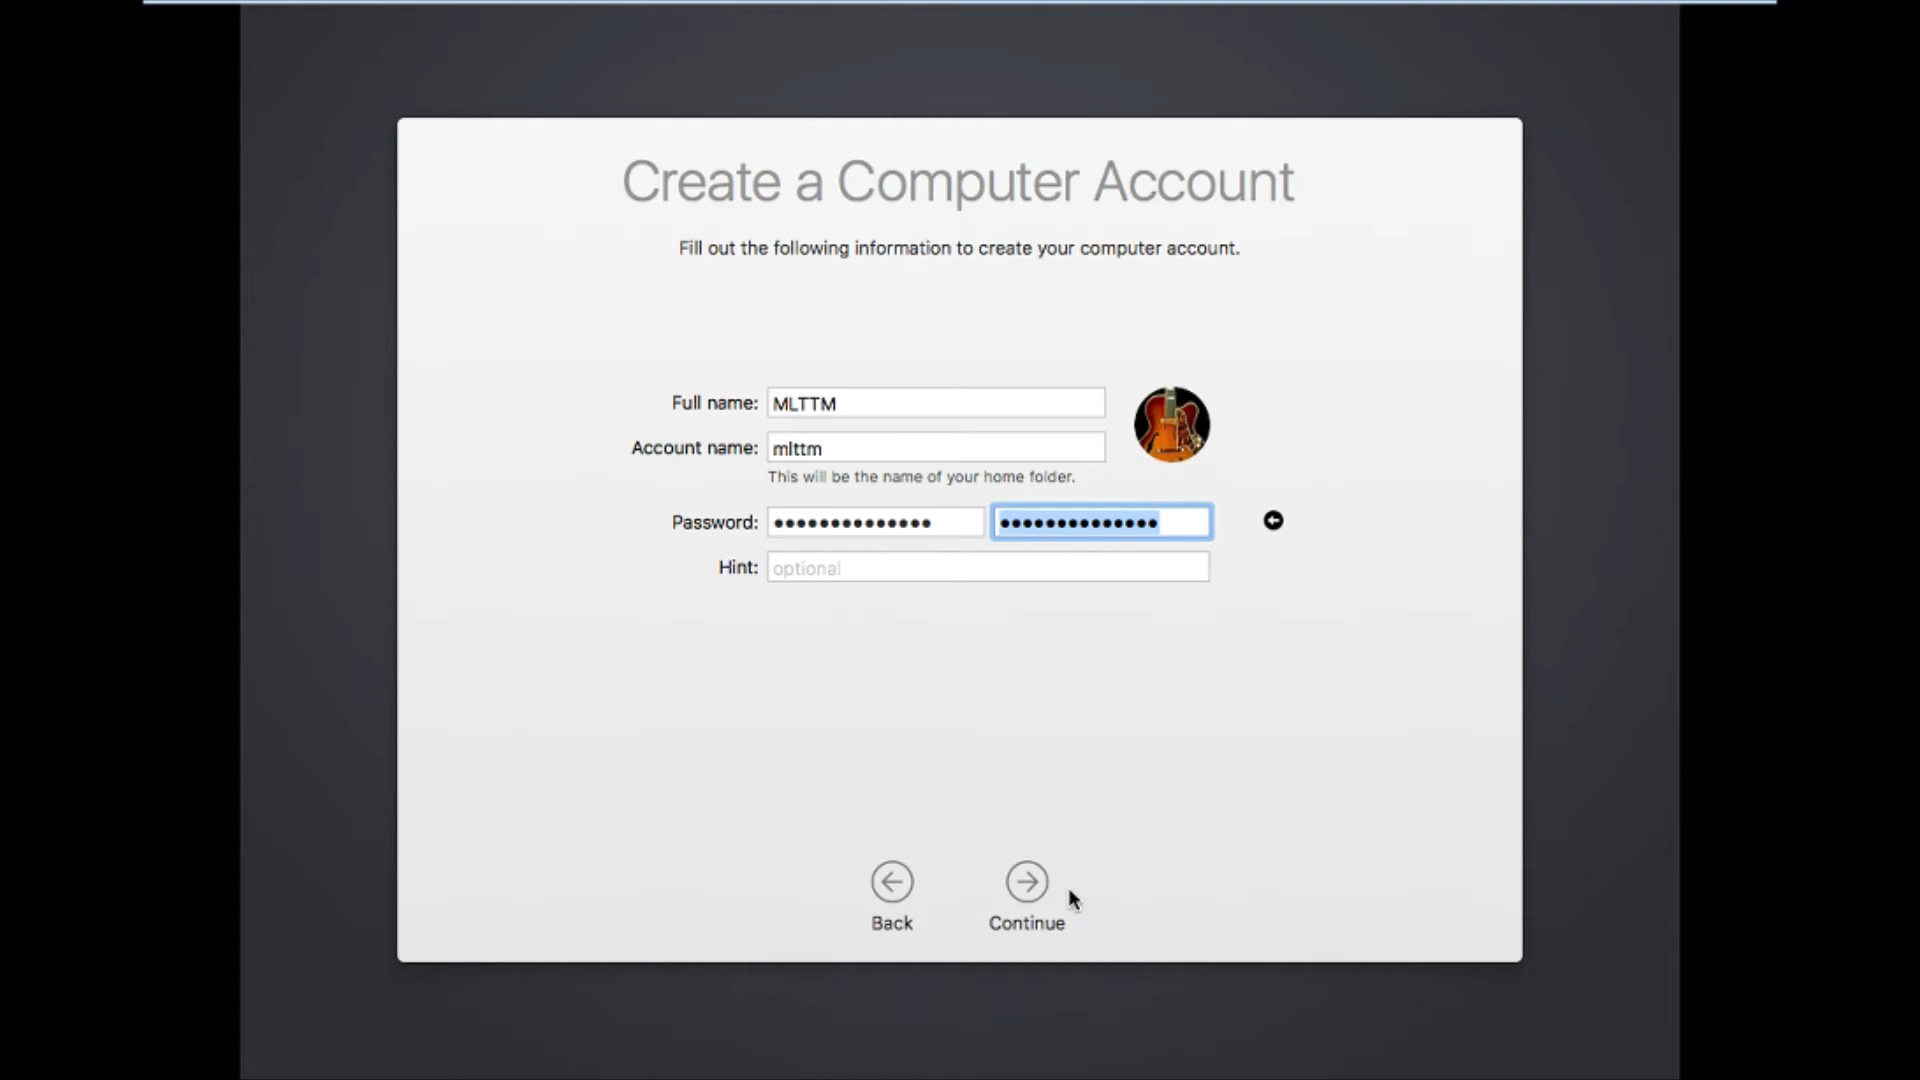 Create a Computer Account
Fill out the following information to create your computer account.
Full name: MLTTM
Account name: mlttm
This will be the name of your home folder.
Password: •••••••••••••• ••••••••••••••
Hint: optional
Back Continue